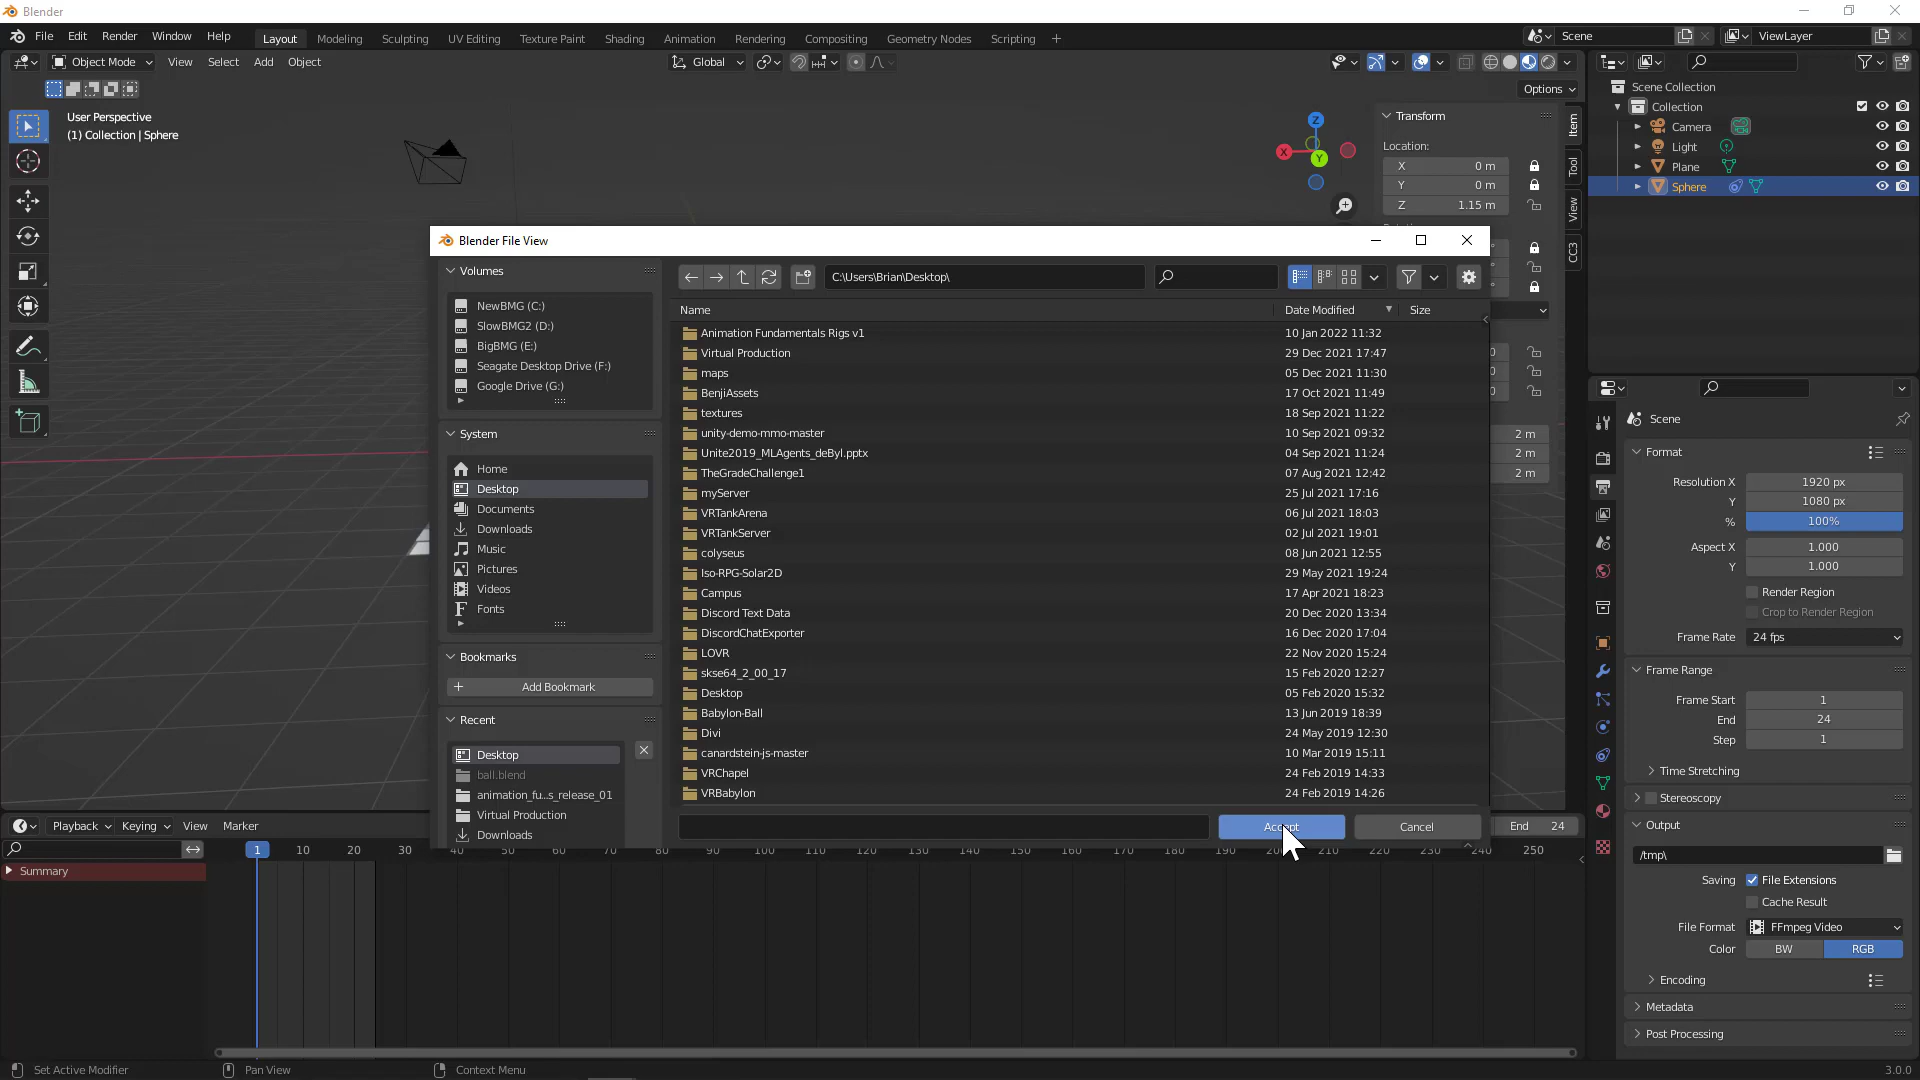 Blender
File Edit Render Window Help Layout Modeling Sculpting UV Editing Texture Paint Shading Animation Rendering Compositing Geometry Nodes Scripting + Scene ViewLayer
Object Mode View Select Add Object Global
Options
User Perspective
(1) Collection | Sphere
Z
X
Y
Transform
Location:
X 0 m
Y 0 m
Z 1.15 m
Item
Tool
View
CC3
2 m
2 m
2 m
Scene Collection
Collection
Camera
Light
Plane
Sphere
Blender File View
Volumes
NewBMG (C:)
SlowBMG2 (D:)
BigBMG (E:)
Seagate Desktop Drive (F:)
Google Drive (G:)
System
Home
Desktop
Documents
Downloads
Music
Pictures
Videos
Fonts
Bookmarks
Add Bookmark
Recent
Desktop
ball.blend
animation_fu...s_release_01
Virtual Production
Downloads
C:\Users\Brian\Desktop\
Name Date Modified Size
Animation Fundamentals Rigs v1 10 Jan 2022 11:32
Virtual Production 29 Dec 2021 17:47
maps 05 Dec 2021 11:30
BenjiAssets 17 Oct 2021 11:49
textures 18 Sep 2021 11:22
unity-demo-mmo-master 10 Sep 2021 09:32
Unite2019_MLAgents_deByl.pptx 04 Sep 2021 11:24
TheGradeChallenge1 07 Aug 2021 12:42
myServer 25 Jul 2021 17:16
VRTankArena 06 Jul 2021 18:03
VRTankServer 02 Jul 2021 19:01
colyseus 08 Jun 2021 12:55
Iso-RPG-Solar2D 29 May 2021 19:24
Campus 17 Apr 2021 18:23
Discord Text Data 20 Dec 2020 13:34
DiscordChatExporter 16 Dec 2020 17:04
LOVR 22 Nov 2020 15:24
skse64_2_00_17 15 Feb 2020 12:27
Desktop 05 Feb 2020 15:32
Babylon-Ball 13 Jun 2019 18:39
Divi 24 May 2019 12:30
canardstein-js-master 10 Mar 2019 15:11
VRChapel 24 Feb 2019 14:33
VRBabylon 24 Feb 2019 14:26
Accept Cancel
Scene
Format
Resolution X 1920 px
Y 1080 px
% 100%
Aspect X 1.000
Y 1.000
Render Region
Crop to Render Region
Frame Rate 24 fps
Frame Range
Frame Start 1
End 24
Step 1
Time Stretching
Stereoscopy
Output
/tmp\
Saving File Extensions
Cache Result
File Format FFmpeg Video
Color BW RGB
Encoding
Metadata
Post Processing
Playback Keying View Marker End 24
1 10 20 30 40 50 60 70 80 90 100 110 120 130 140 150 160 170 180 190 200 210 220 230 240 250
Summary
Set Active Modifier Pan View Context Menu 3.0.0